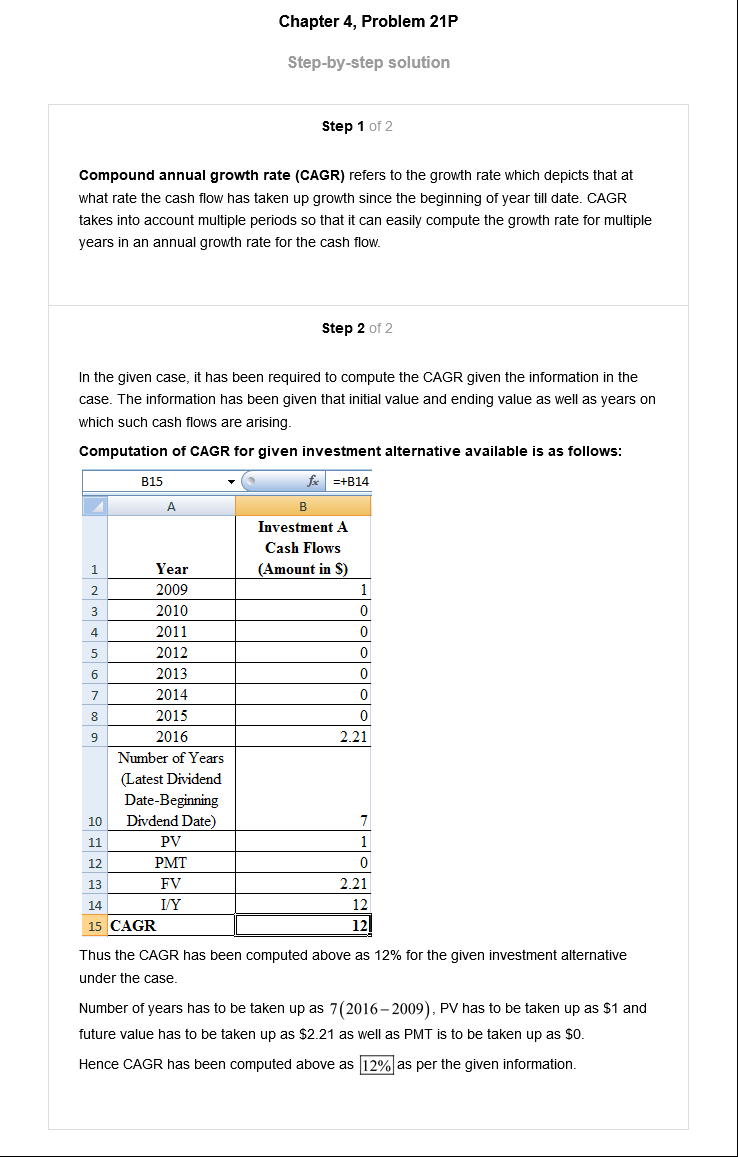 Chapter 4, Problem 21P
Step-by-step solution
Step 1 of 2
Compound annual growth rate (CAGR) refers to the growth rate which depicts that at
what rate the cash flow has taken up growth since the beginning of year till date. CAGR
takes into account multiple periods so that it can easily compute the growth rate for multiple
years in an annual growth rate for the cash flow.
Step 2 of 2
In the given case, it has been required to compute the CAGR given the information in the
case. The information has been given that initial value and ending value as well as years on
which such cash flows are arising.
Computation of CAGR for given investment alternative available is as follows:
B15 fx =+B14
A B
Investment A
Cash Flows
1 Year (Amount in $)
2 2009 1
3 2010 0
4 2011 0
5 2012 0
6 2013 0
7 2014 0
8 2015 0
9 2016 2.21
Number of Years
(Latest Dividend
Date-Beginning
10 Divdend Date) 7
11 PV 1
12 PMT 0
13 FV 2.21
14 I/Y 12
15 CAGR 12
Thus the CAGR has been computed above as 12% for the given investment alternative
under the case.
Number of years has to be taken up as 7(2016–2009), PV has to be taken up as $1 and
future value has to be taken up as $2.21 as well as PMT is to be taken up as $0.
Hence CAGR has been computed above as 12% as per the given information.